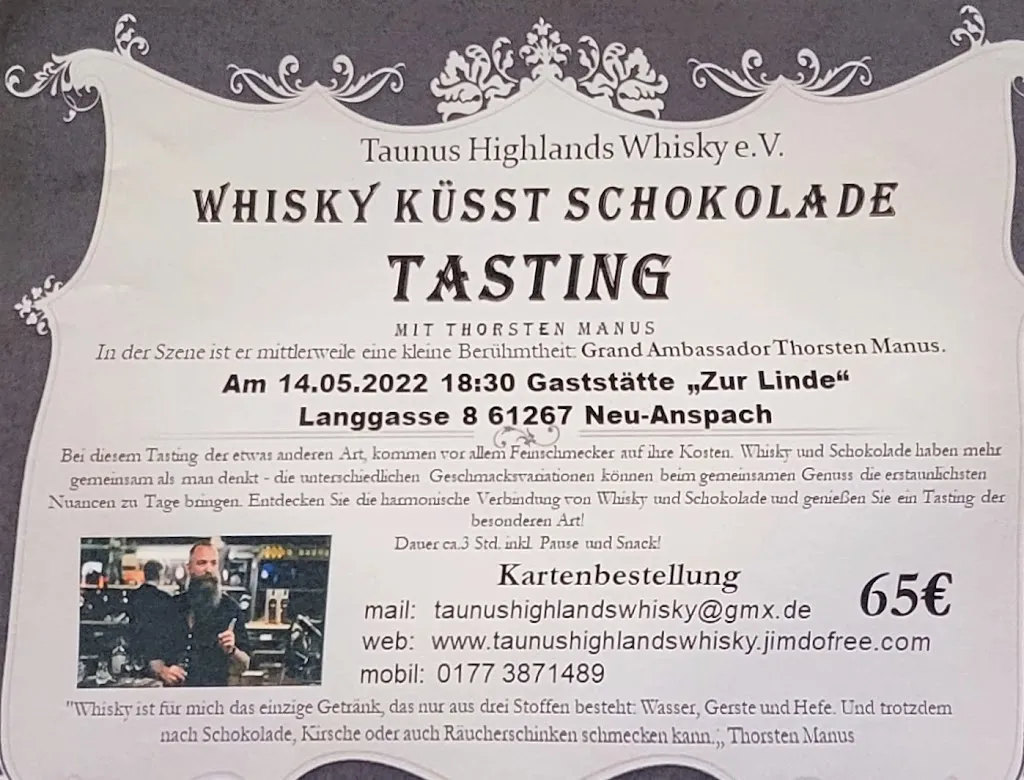 Taunus Highlands Whisky e.V.
WHISKY KÜSST SCHOKOLADE
TASTING
MIT THORSTEN MANUS
In der Szene ist er mittlerweile eine kleine Berühmtheit: Grand Ambassador Thorsten Manus.
Am 14.05.2022 18:30 Gaststätte „Zur Linde“
Langgasse 8 61267 Neu-Anspach
Bei diesem Tasting der etwas anderen Art, kommen vor allem Feinschmecker auf ihre Kosten. Whisky und Schokolade haben mehr
gemeinsam als man denkt - die unterschiedlichen Geschmacksvariationen können beim gemeinsamen Genuss die erstaunlichsten
Nuancen zu Tage bringen. Entdecken Sie die harmonische Verbindung von Whisky und Schokolade und genießen Sie ein Tasting der
besonderen Art!
Dauer ca.3 Std. inkl. Pause und Snack!
Kartenbestellung
65€
mail: taunushighlandswhisky@gmx.de
web: www.taunushighlandswhisky.jimdofree.com
mobil: 0177 3871489
"Whisky ist für mich das einzige Getränk, das nur aus drei Stoffen besteht: Wasser, Gerste und Hefe. Und trotzdem
nach Schokolade, Kirsche oder auch Räucherschinken schmecken kann.„ Thorsten Manus